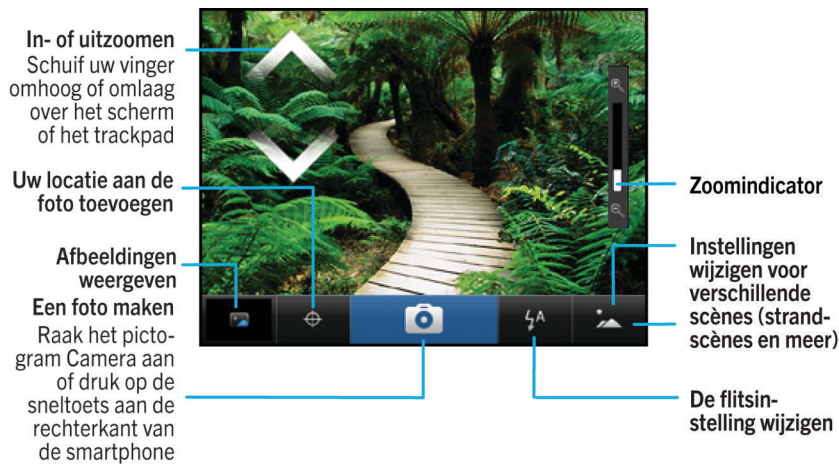 In- of uitzoomen
Schuif uw vinger
omhoog of omlaag
over het scherm
of het trackpad
Uw locatie aan de
foto toevoegen
Afbeeldingen
weergeven
Een foto maken
Raak het picto-
gram Camera aan
of druk op de
sneltoets aan de
rechterkant van
de smartphone
A
Zoomindicator
Instellingen
wijzigen voor
verschillende
scènes (strand-
scènes en meer)
De flitsin-
stelling wijzigen